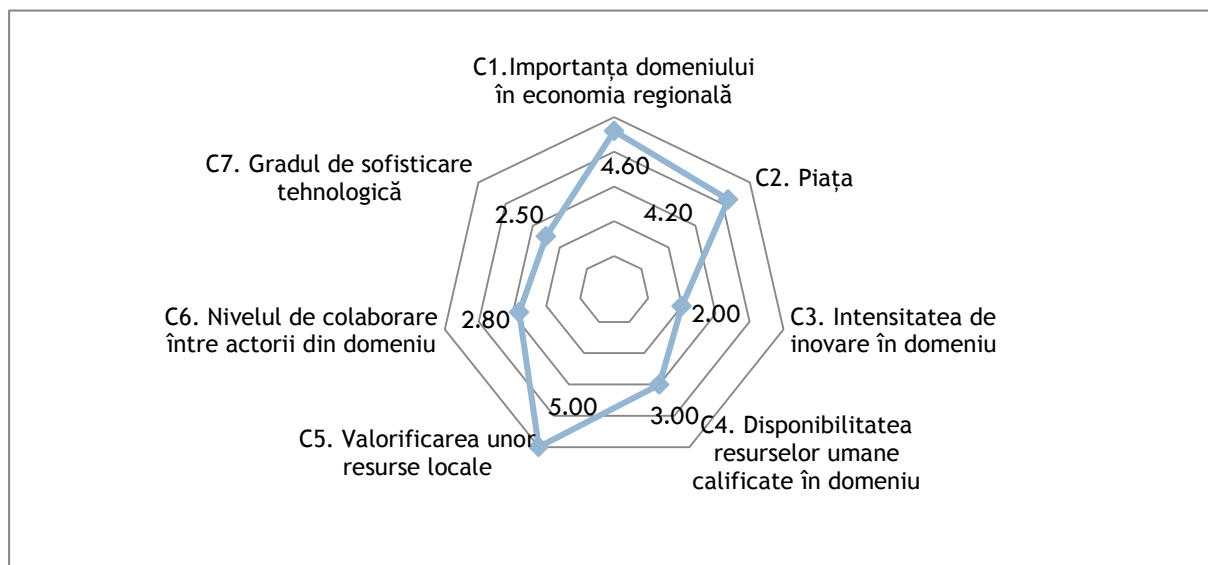 C1.Importanța domeniului
în economia regională
4.60
C2. Piața
4.20
C3. Intensitatea de
inovare în domeniu
2.00
C4. Disponibilitatea
resurselor umane
calificate în domeniu
3.00
C5. Valorificarea unor
resurse locale
5.00
C6. Nivelul de colaborare
între actorii din domeniu
2.80
C7. Gradul de sofisticare
tehnologică
2.50